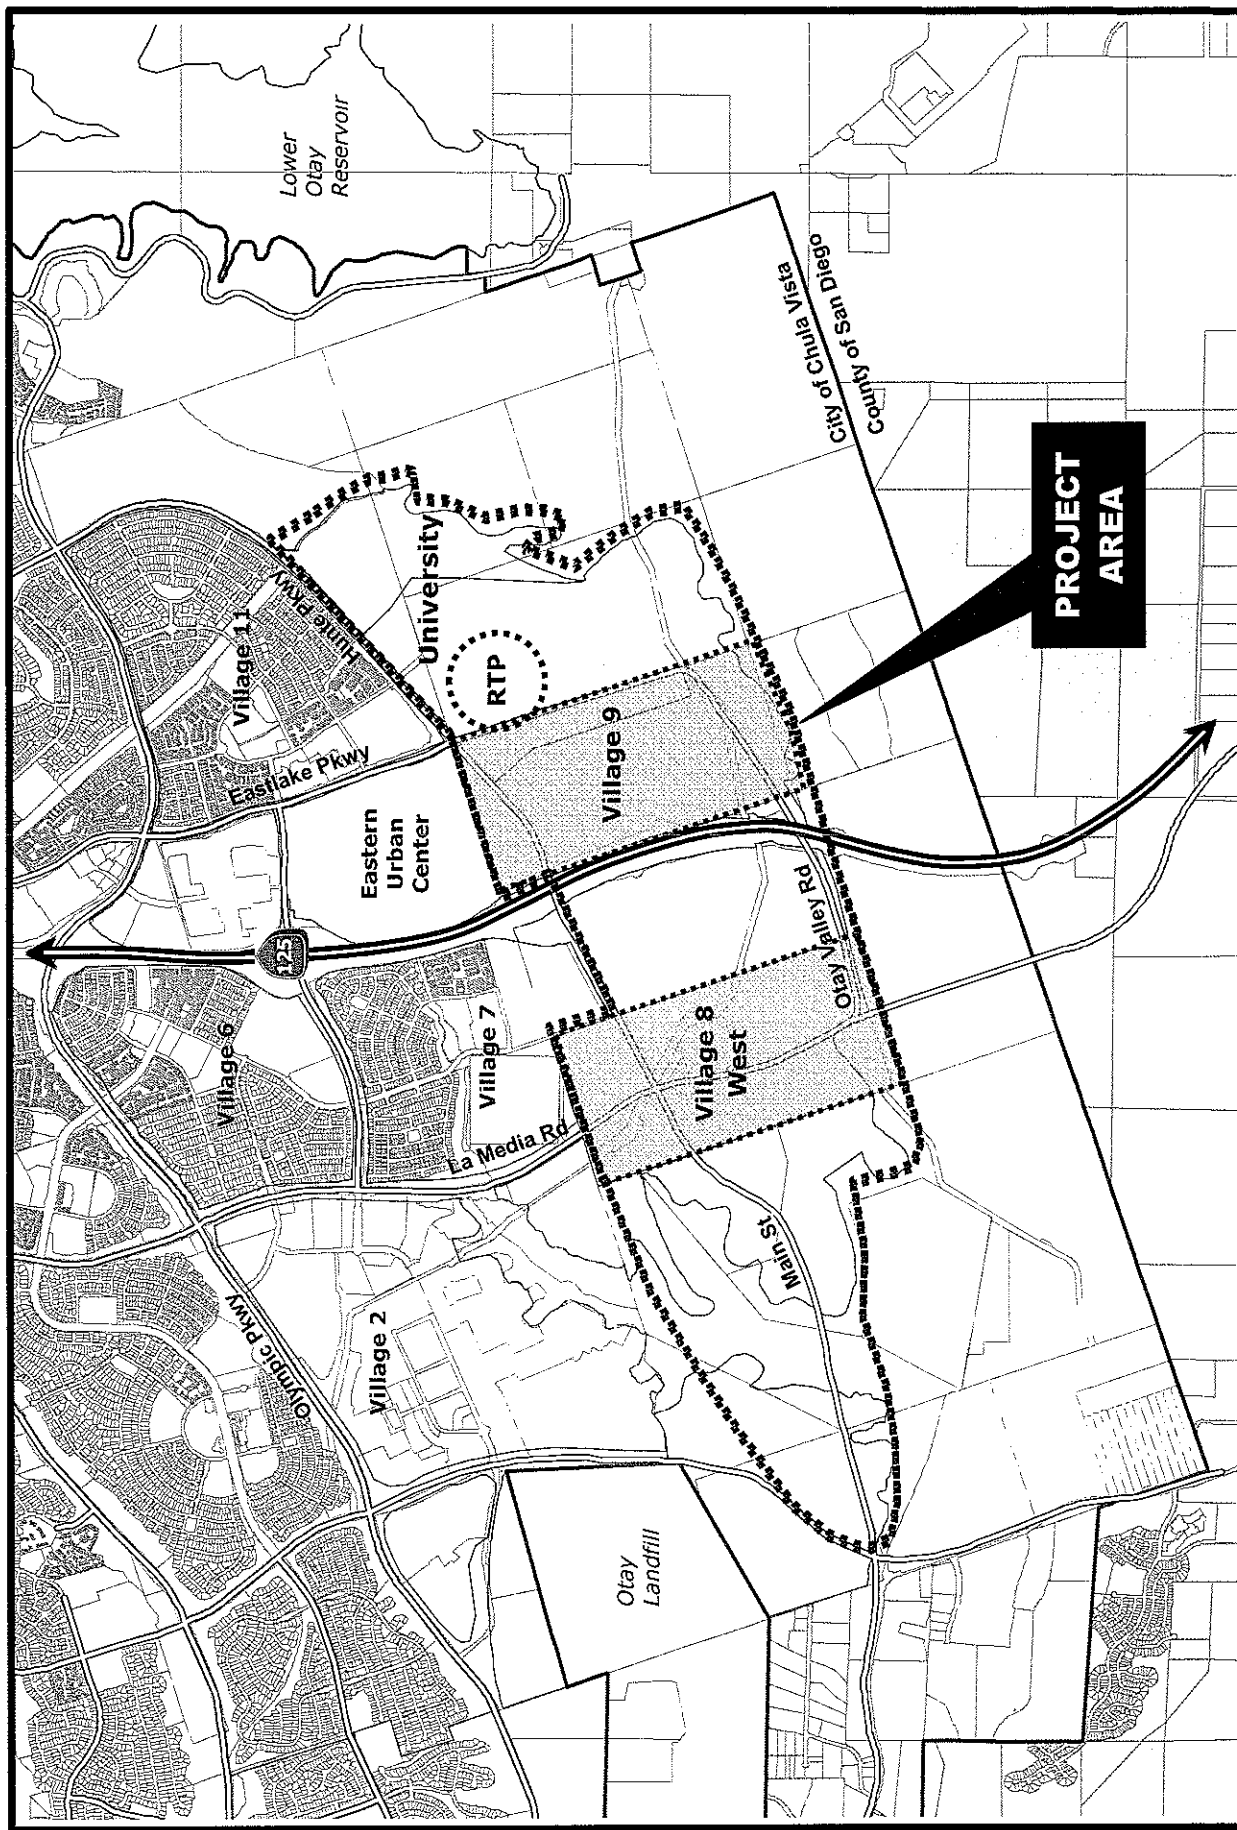 Lower
Otay
Reservoir
Village 11
Hunte Pkwy
University
RTP
Eastlake Pkwy
Eastern
Urban
Center
Village 9
City of Chula Vista
County of San Diego
PROJECT
AREA
125
Village 6
Village 7
La Media Rd
Village 8
West
Otay Valley Rd
Olympic Pkwy
Village 2
Main St.
Otay
Landfill